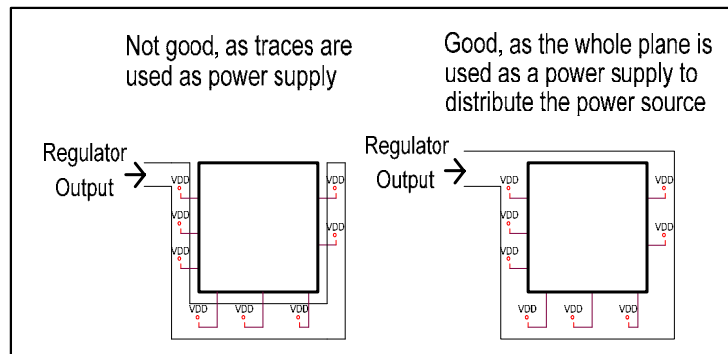 Not good, as traces are
used as power supply
Regulator
Output
VDD
VDD
VDD
VDD
VDD
VDD
VDD
VDD
Good, as the whole plane is
used as a power supply to
distribute the power source
Regulator
Output
VDD
VDD
VDD
VDD
VDD
VDD
VDD
VDD